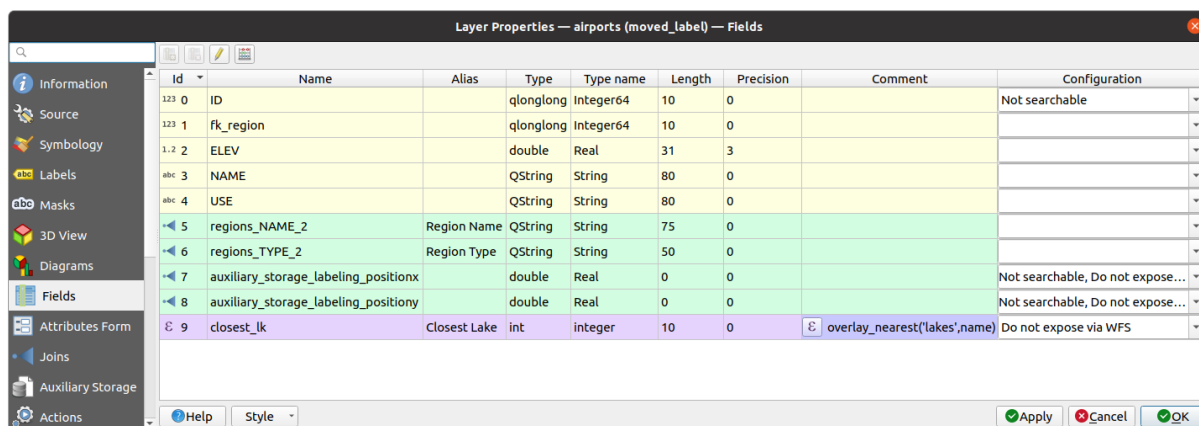 Layer Properties — airports (moved_label) — Fields
Information
Source
Symbology
abc Labels
abc Masks
3D View
Diagrams
Fields
Attributes Form
Joins
Auxiliary Storage
Actions
Id Name Alias Type Type name Length Precision Comment Configuration
123 0 ID qlonglong Integer64 10 0 Not searchable
123 1 fk_region qlonglong Integer64 10 0
1.2 2 ELEV double Real 31 3
abc 3 NAME QString String 80 0
abc 4 USE QString String 80 0
5 regions_NAME_2 Region Name QString String 75 0
6 regions_TYPE_2 Region Type QString String 50 0
7 auxiliary_storage_labeling_positionx double Real 0 0 Not searchable, Do not expose...
8 auxiliary_storage_labeling_positiony double Real 0 0 Not searchable, Do not expose...
ε 9 closest_lk Closest Lake int integer 10 0 ε overlay_nearest('lakes',name) Do not expose via WFS
Help Style Apply Cancel OK